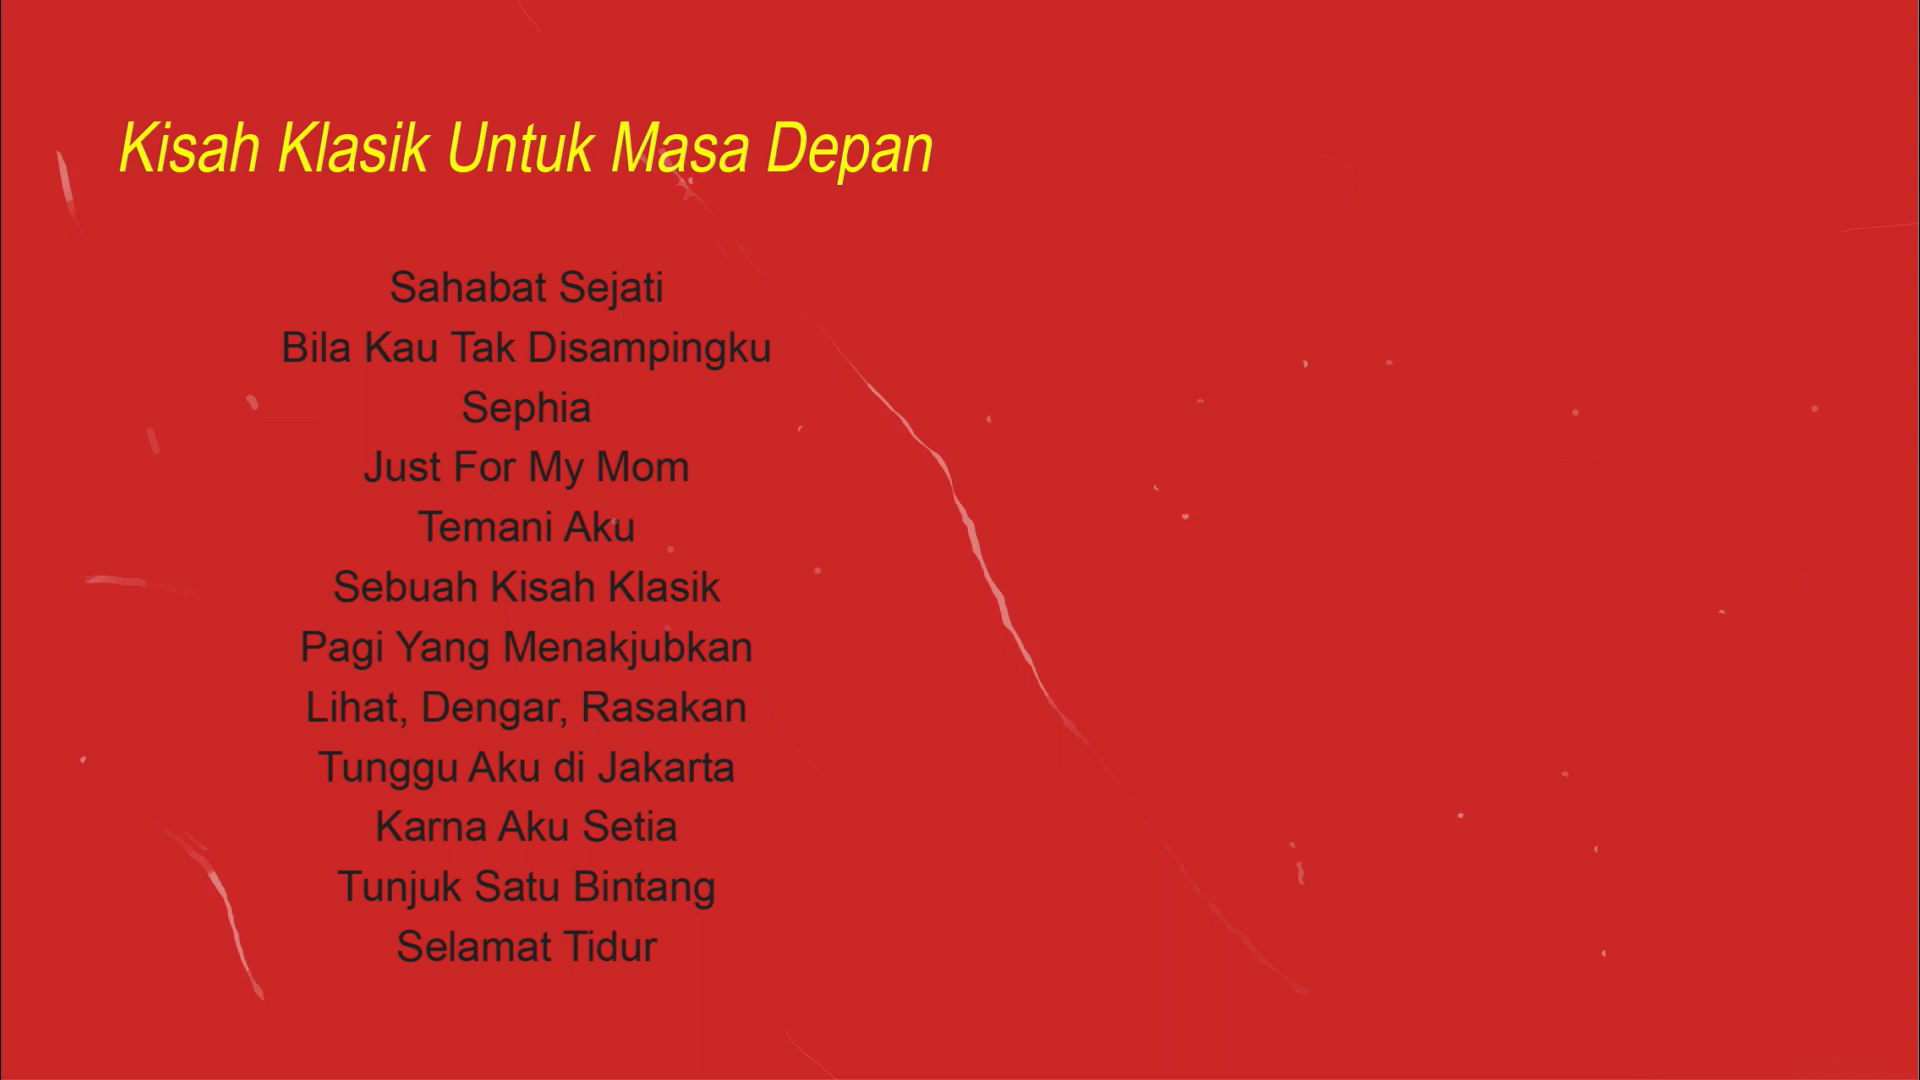 Kisah Klasik Untuk Masa Depan
Sahabat Sejati
Bila Kau Tak Disampingku
Sephia
Just For My Mom
Temani Aku
Sebuah Kisah Klasik
Pagi Yang Menakjubkan
Lihat, Dengar, Rasakan
Tunggu Aku di Jakarta
Karna Aku Setia
Tunjuk Satu Bintang
Selamat Tidur